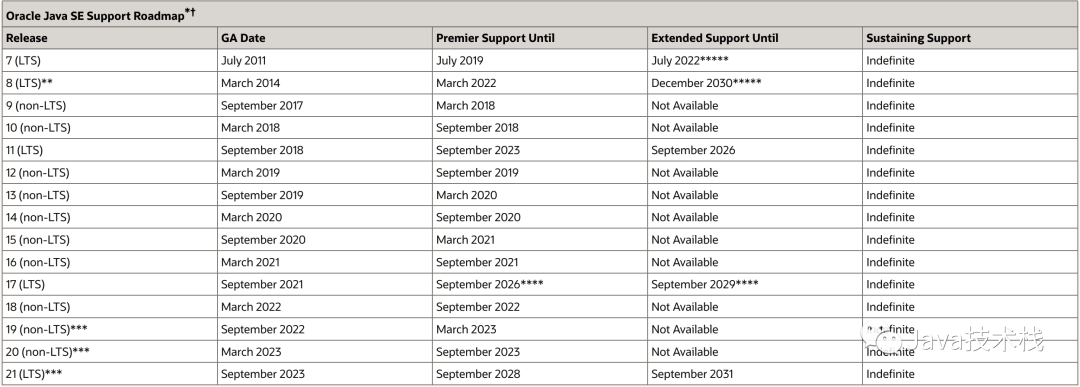 Oracle Java SE Support Roadmap*†
Release GA Date Premier Support Until Extended Support Until Sustaining Support
7 (LTS) July 2011 July 2019 July 2022***** Indefinite
8 (LTS)** March 2014 March 2022 December 2030***** Indefinite
9 (non-LTS) September 2017 March 2018 Not Available Indefinite
10 (non-LTS) March 2018 September 2018 Not Available Indefinite
11 (LTS) September 2018 September 2023 September 2026 Indefinite
12 (non-LTS) March 2019 September 2019 Not Available Indefinite
13 (non-LTS) September 2019 March 2020 Not Available Indefinite
14 (non-LTS) March 2020 September 2020 Not Available Indefinite
15 (non-LTS) September 2020 March 2021 Not Available Indefinite
16 (non-LTS) March 2021 September 2021 Not Available Indefinite
17 (LTS) September 2021 September 2026**** September 2029**** Indefinite
18 (non-LTS) March 2022 September 2022 Not Available Indefinite
19 (non-LTS)*** September 2022 March 2023 Not Available Indefinite
20 (non-LTS)*** March 2023 September 2023 Not Available Indefinite
21 (LTS)*** September 2023 September 2028 September 2031 Indefinite
Java技术栈